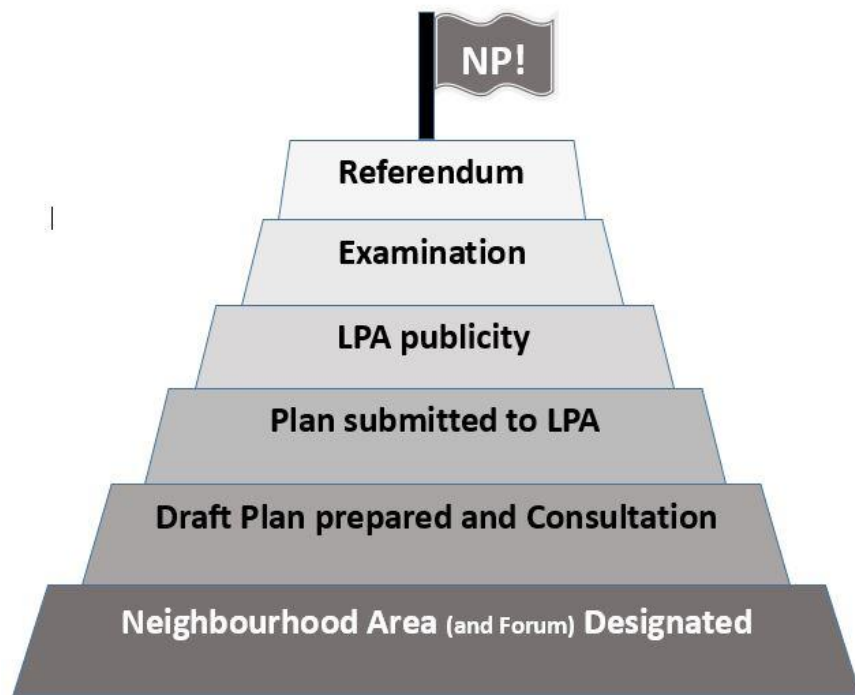 NP!
Referendum
Examination
LPA publicity
Plan submitted to LPA
Draft Plan prepared and Consultation
Neighbourhood Area (and Forum) Designated